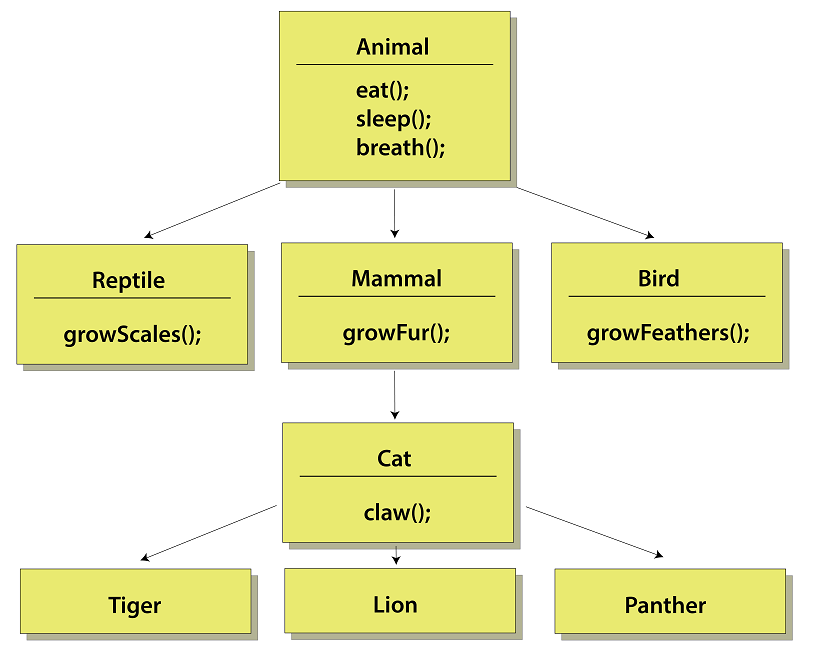 Animal
eat();
sleep();
breath();
Reptile
growScales();
Mammal
growFur();
Bird
growFeathers();
Cat
claw();
Tiger
Lion
Panther